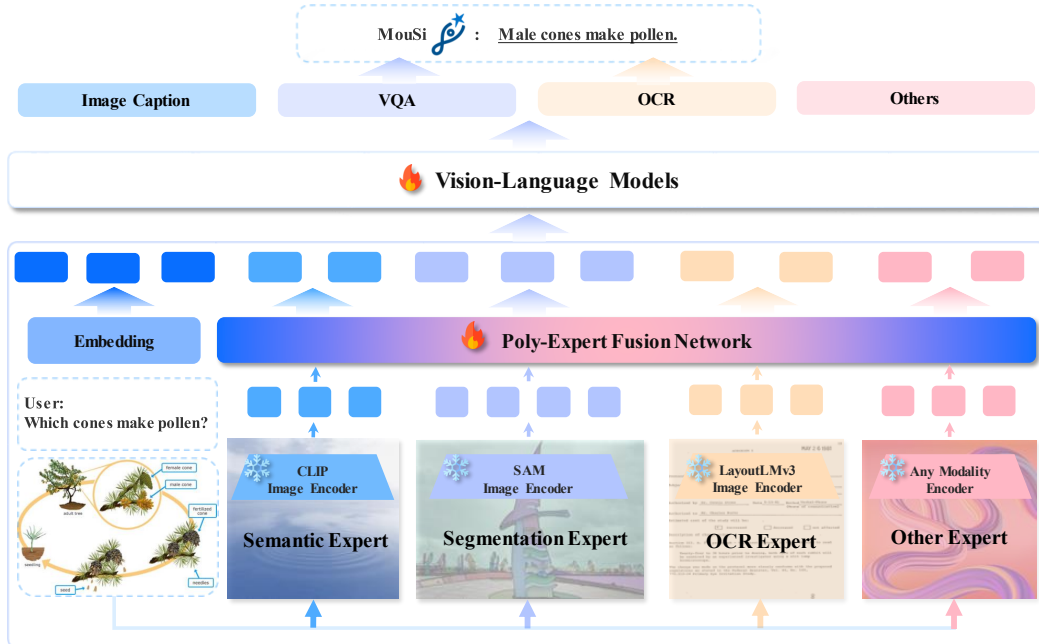 MouSi : Male cones make pollen.
Image Caption
VQA
OCR
Others
Vision-Language Models
Embedding
Poly-Expert Fusion Network
User:
Which cones make pollen?
female cone
male cone
adult tree
fertilized
cone
seedling
needles
seed
CLIP
Image Encoder
Semantic Expert
SAM
Image Encoder
Segmentation Expert
LayoutLMv3
Image Encoder
OCR Expert
Any Modality
Encoder
Other Expert